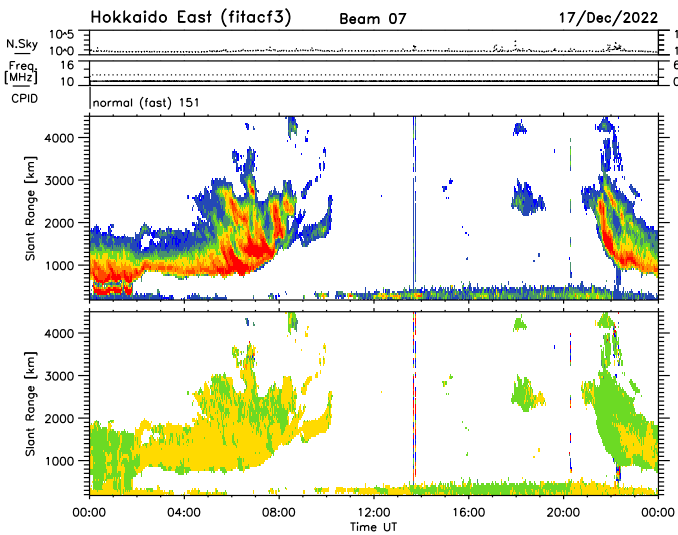 Hokkaido East (fitacf3) Beam 07 17/Dec/2022
N.Sky 10^5 10^0 1 1
Freq. [MHz] 16 10 6 0
CPID normal (fast) 151
Slant Range [km] 4000 3000 2000 1000
Slant Range [km] 4000 3000 2000 1000
00:00 04:00 08:00 12:00 16:00 20:00 00:00
Time UT